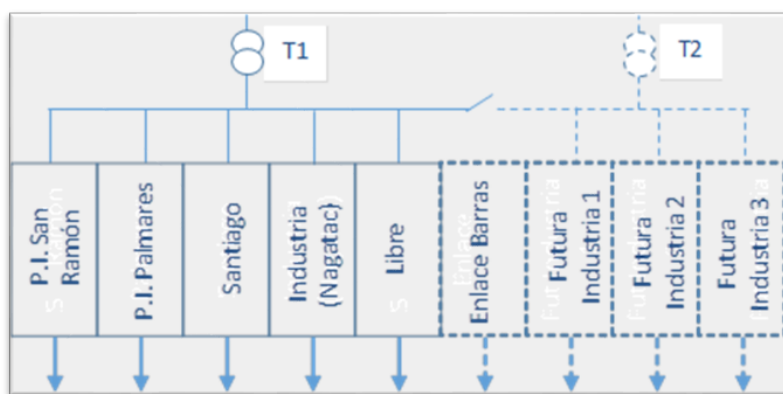 T1
T2
P.I. San
Ramón
P.I. Palmares
Santiago
Industria
(Nagatac)
Libre
Enlace Barras
Futura
Industria 1
Futura
Industria 2
Futura
Industria 3